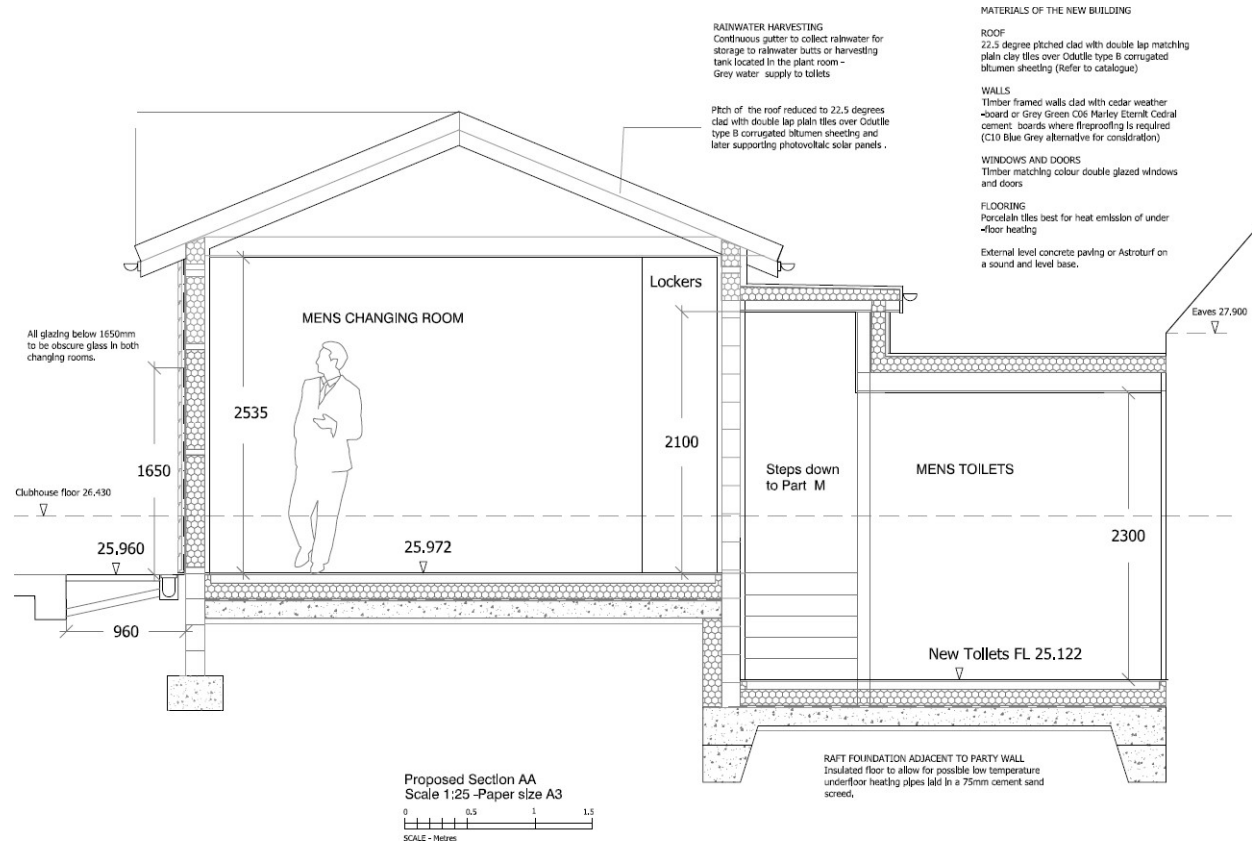 RAINWATER HARVESTING
Continuous gutter to collect rainwater for
storage to rainwater butts or harvesting
tank located in the plant room -
Grey water supply to toilets
Pitch of the roof reduced to 22.5 degrees
clad with double lap plain tiles over Odutile
type B corrugated bitumen sheeting and
later supporting photovoltaic solar panels .
MATERIALS OF THE NEW BUILDING
ROOF
22.5 degree pitched clad with double lap matching
plain clay tiles over Odutile type B corrugated
bitumen sheeting (Refer to catalogue)
WALLS
Timber framed walls clad with cedar weather
-board or Grey Green C06 Marley Eternit Cedral
cement boards where fireproofing is required
(C10 Blue Grey alternative for considration)
WINDOWS AND DOORS
Timber matching colour double glazed windows
and doors
FLOORING
Porcelain tiles best for heat emission of under
-floor heating
External level concrete paving or Astroturf on
a sound and level base.
Eaves 27.900
Lockers
MENS CHANGING ROOM
All glazing below 1650mm
to be obscure glass in both
changing rooms.
2535
2100
1650
Steps down
to Part M
MENS TOILETS
Clubhouse floor 26.430
2300
25.960
25.972
960
New Toilets FL 25.122
RAFT FOUNDATION ADJACENT TO PARTY WALL
Insulated floor to allow for possible low temperature
underfloor heating pipes laid in a 75mm cement sand
screed.
Proposed Section AA
Scale 1:25 -Paper size A3
0 0.5 1 1.5
SCALE - Metres